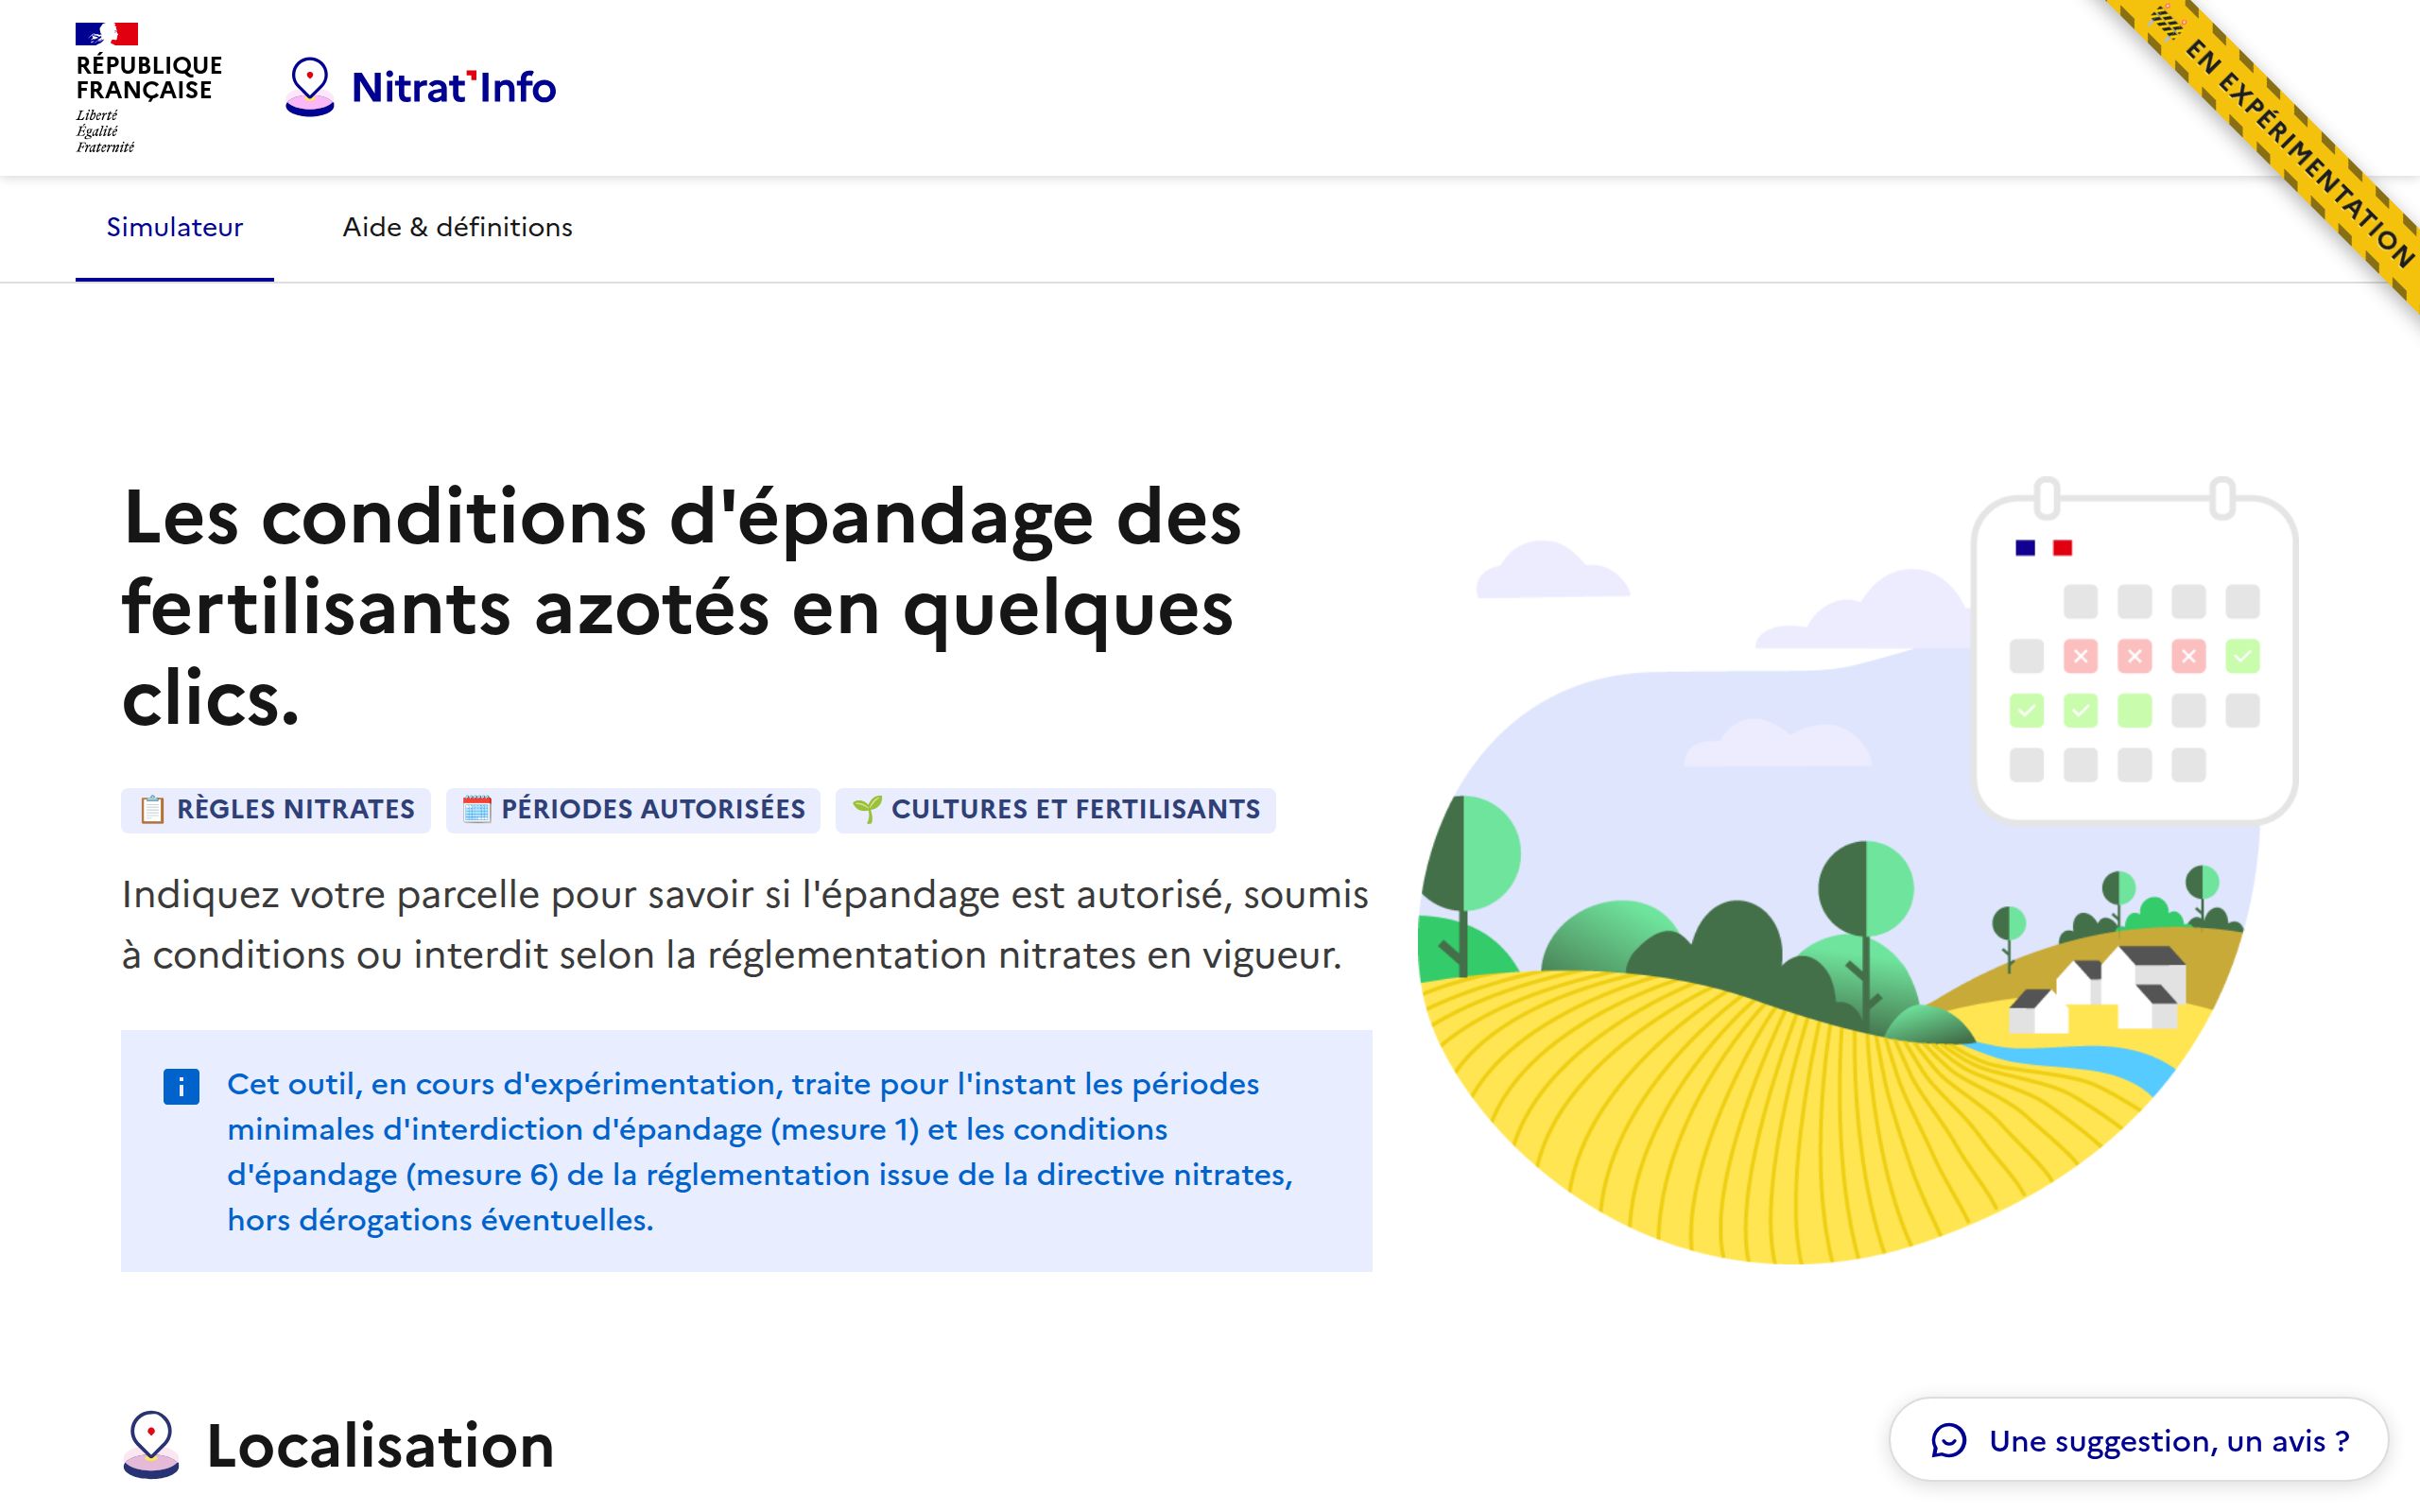 RÉPUBLIQUE
FRANÇAISE
Liberté
Égalité
Fraternité
Nitrat'Info
EN EXPÉRIMENTATION
Simulateur
Aide & définitions
Les conditions d'épandage des
fertilisants azotés en quelques
clics.
RÈGLES NITRATES
PÉRIODES AUTORISÉES
CULTURES ET FERTILISANTS
Indiquez votre parcelle pour savoir si l'épandage est autorisé, soumis
à conditions ou interdit selon la réglementation nitrates en vigueur.
Cet outil, en cours d'expérimentation, traite pour l'instant les périodes
minimales d'interdiction d'épandage (mesure 1) et les conditions
d'épandage (mesure 6) de la réglementation issue de la directive nitrates,
hors dérogations éventuelles.
Localisation
Une suggestion, un avis ?